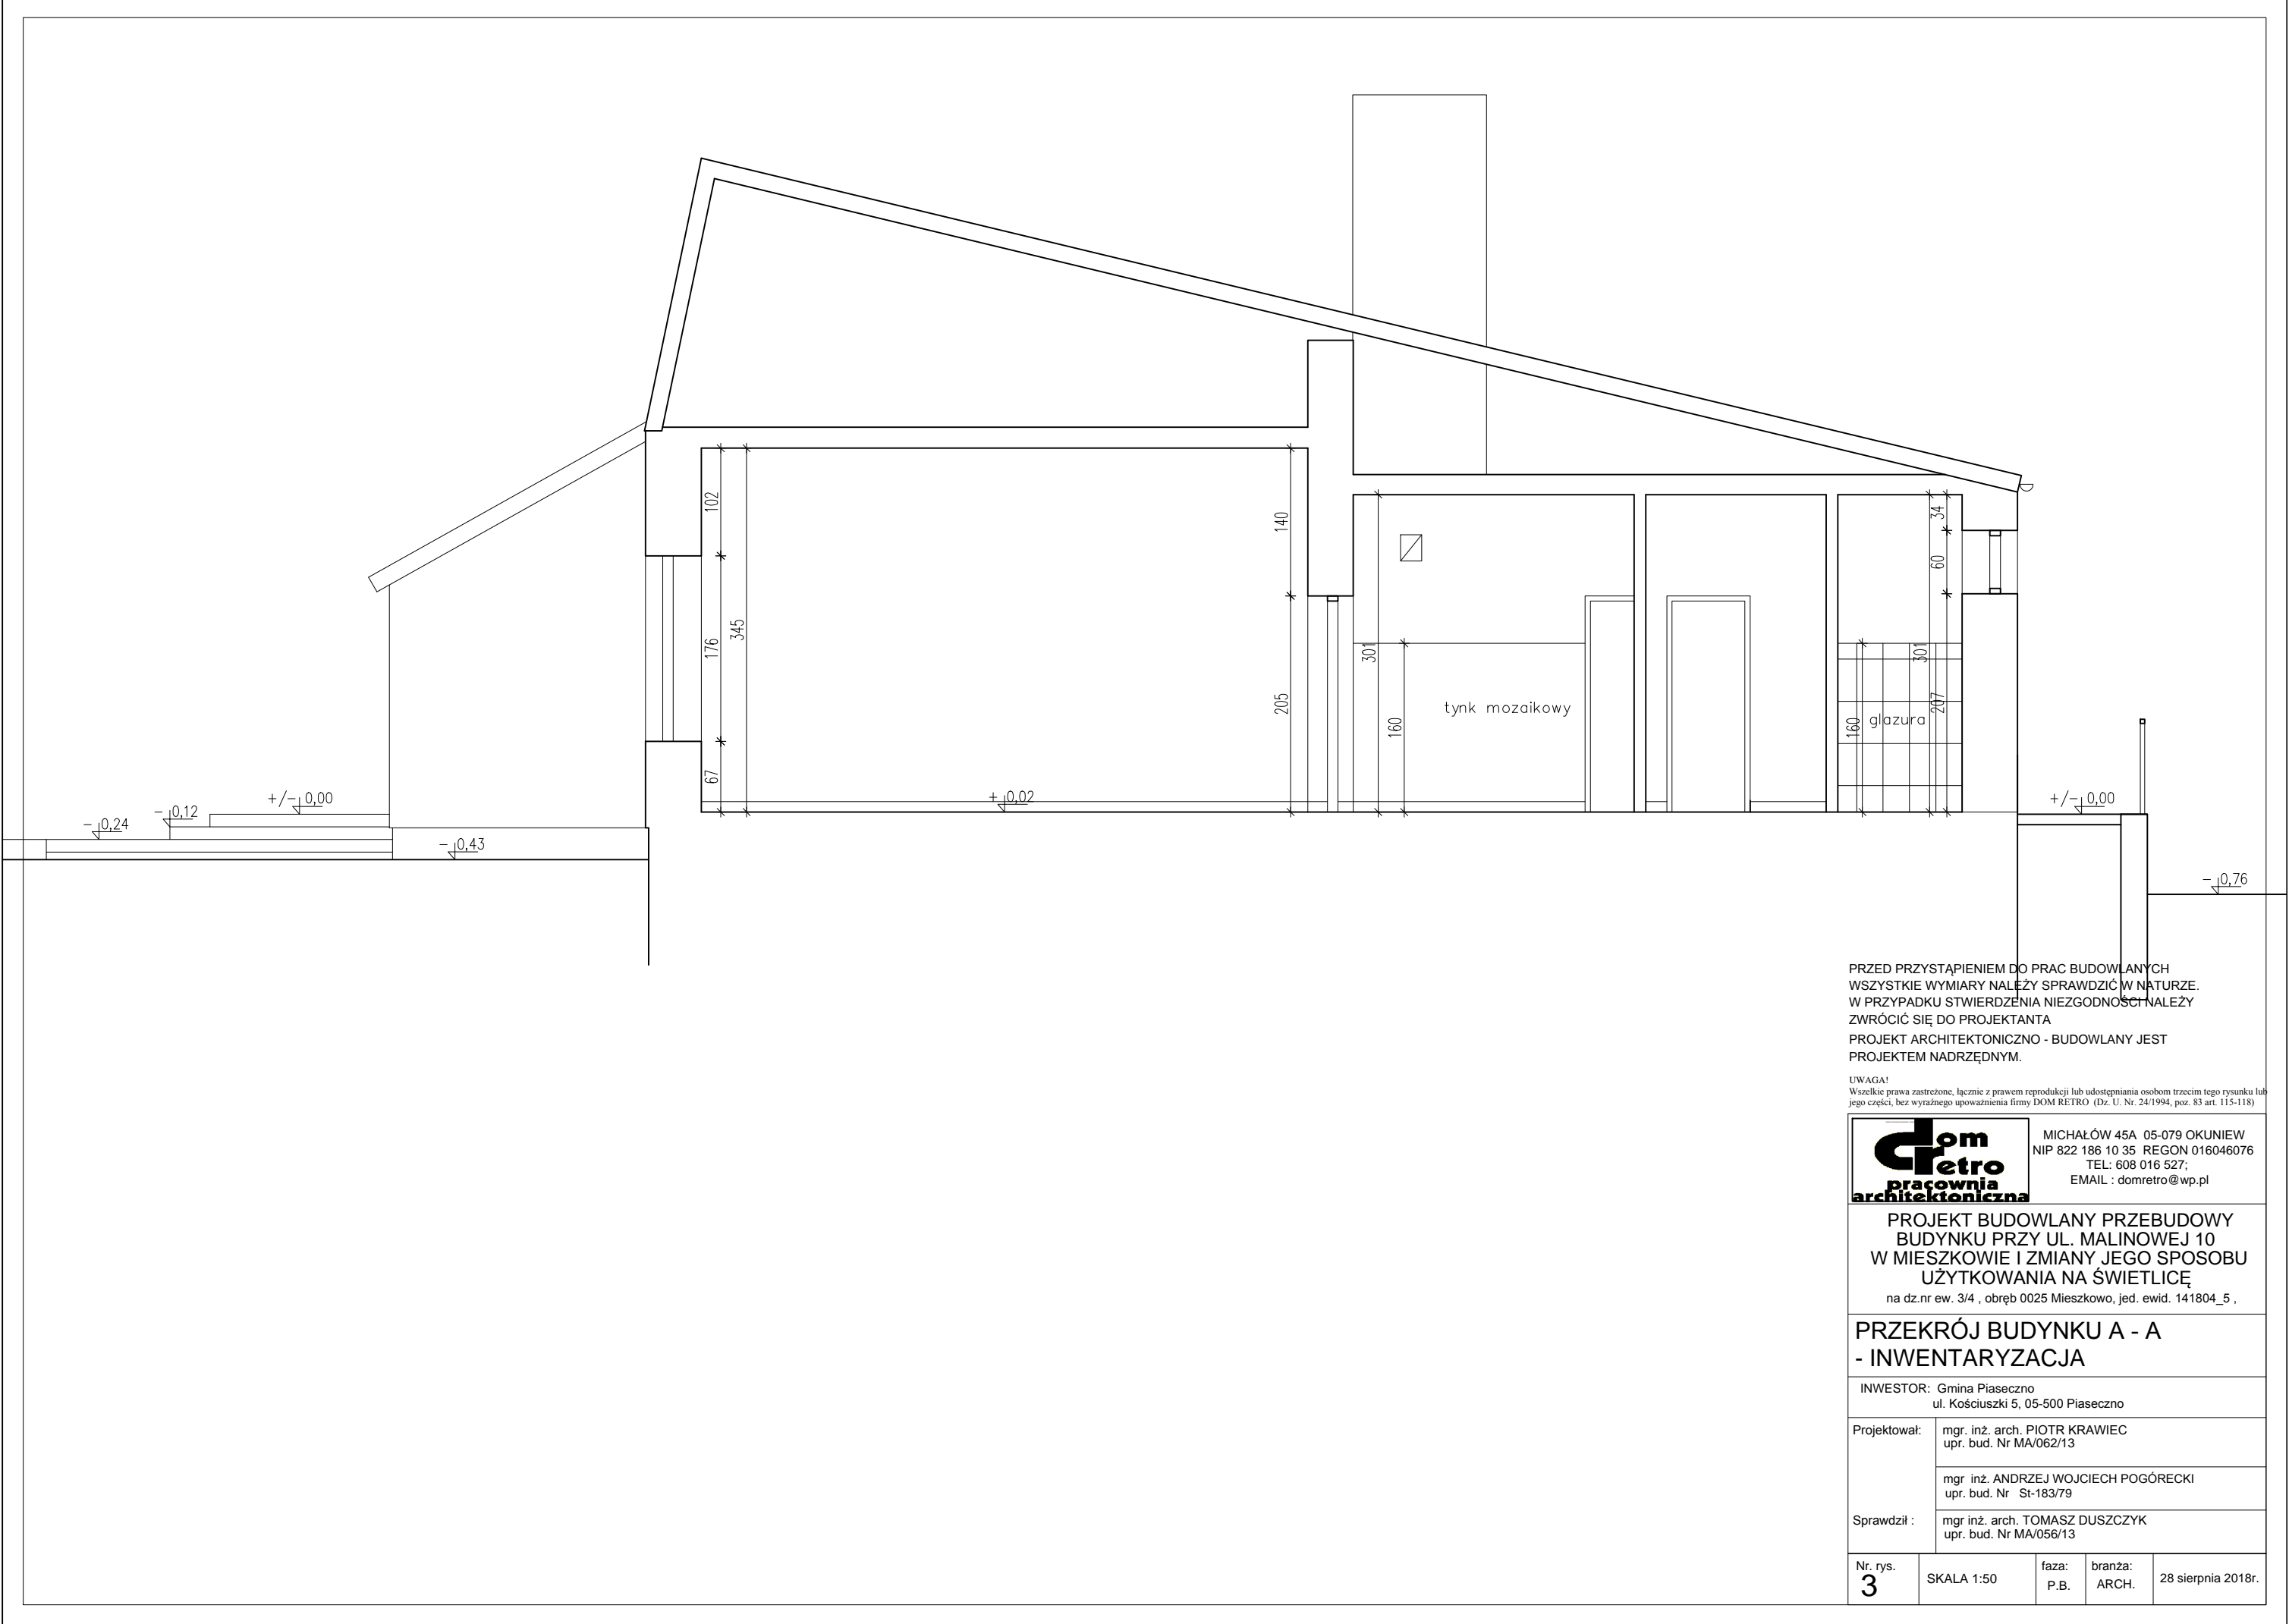 102
345
176
67
140
205
301
160
tynk mozaikowy
34
60
301
207
160
glazura
+ 0,02
+/- 0,00
- 0,12
- 0,24
- 0,43
+/- 0,00
- 0,76
PRZED PRZYSTĄPIENIEM DO PRAC BUDOWLANYCH
WSZYSTKIE WYMIARY NALEŻY SPRAWDZIĆ W NATURZE.
W PRZYPADKU STWIERDZENIA NIEZGODNOŚCI NALEŻY
ZWRÓCIĆ SIĘ DO PROJEKTANTA
PROJEKT ARCHITEKTONICZNO - BUDOWLANY JEST
PROJEKTEM NADRZĘDNYM.
UWAGA!
Wszelkie prawa zastreżone, łącznie z prawem reprodukcji lub udostępniania osobom trzecim tego rysunku lub
jego części, bez wyraźnego upoważnienia firmy DOM RETRO (Dz. U. Nr. 24/1994, poz. 83 art. 115-118)
dom
retro
pracownia
architektoniczna
MICHAŁÓW 45A 05-079 OKUNIEW
NIP 822 186 10 35 REGON 016046076
TEL: 608 016 527;
EMAIL : domretro@wp.pl
PROJEKT BUDOWLANY PRZEBUDOWY
BUDYNKU PRZY UL. MALINOWEJ 10
W MIESZKOWIE I ZMIANY JEGO SPOSOBU
UŻYTKOWANIA NA ŚWIETLICĘ
na dz.nr ew. 3/4 , obręb 0025 Mieszkowo, jed. ewid. 141804_5 ,
PRZEKRÓJ BUDYNKU A - A
- INWENTARYZACJA
INWESTOR: Gmina Piaseczno
ul. Kościuszki 5, 05-500 Piaseczno
Projektował: mgr. inż. arch. PIOTR KRAWIEC
upr. bud. Nr MA/062/13
mgr inż. ANDRZEJ WOJCIECH POGÓRECKI
upr. bud. Nr St-183/79
Sprawdził : mgr inż. arch. TOMASZ DUSZCZYK
upr. bud. Nr MA/056/13
Nr. rys.
3
SKALA 1:50
faza:
P.B.
branża:
ARCH.
28 sierpnia 2018r.